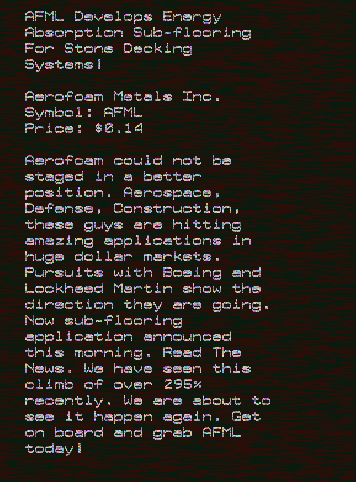 AFML Develops Energy
Absorption Sub-flooring
For Stone Decking
Systems!
Aerofoam Metals Inc.
Symbol: AFML
Price: $0.14
Aerofoam could not be
staged in a better
position. Aerospace,
Defense, Construction,
these guys are hitting
amazing applications in
huge dollar markets.
Pursuits with Boeing and
Lockheed Martin show the
direction they are going.
Now sub-flooring
application announced
this morning. Read The
News. We have seen this
climb of over 295%
recently. We are about to
see it happen again. Get
on board and grab AFML
today!